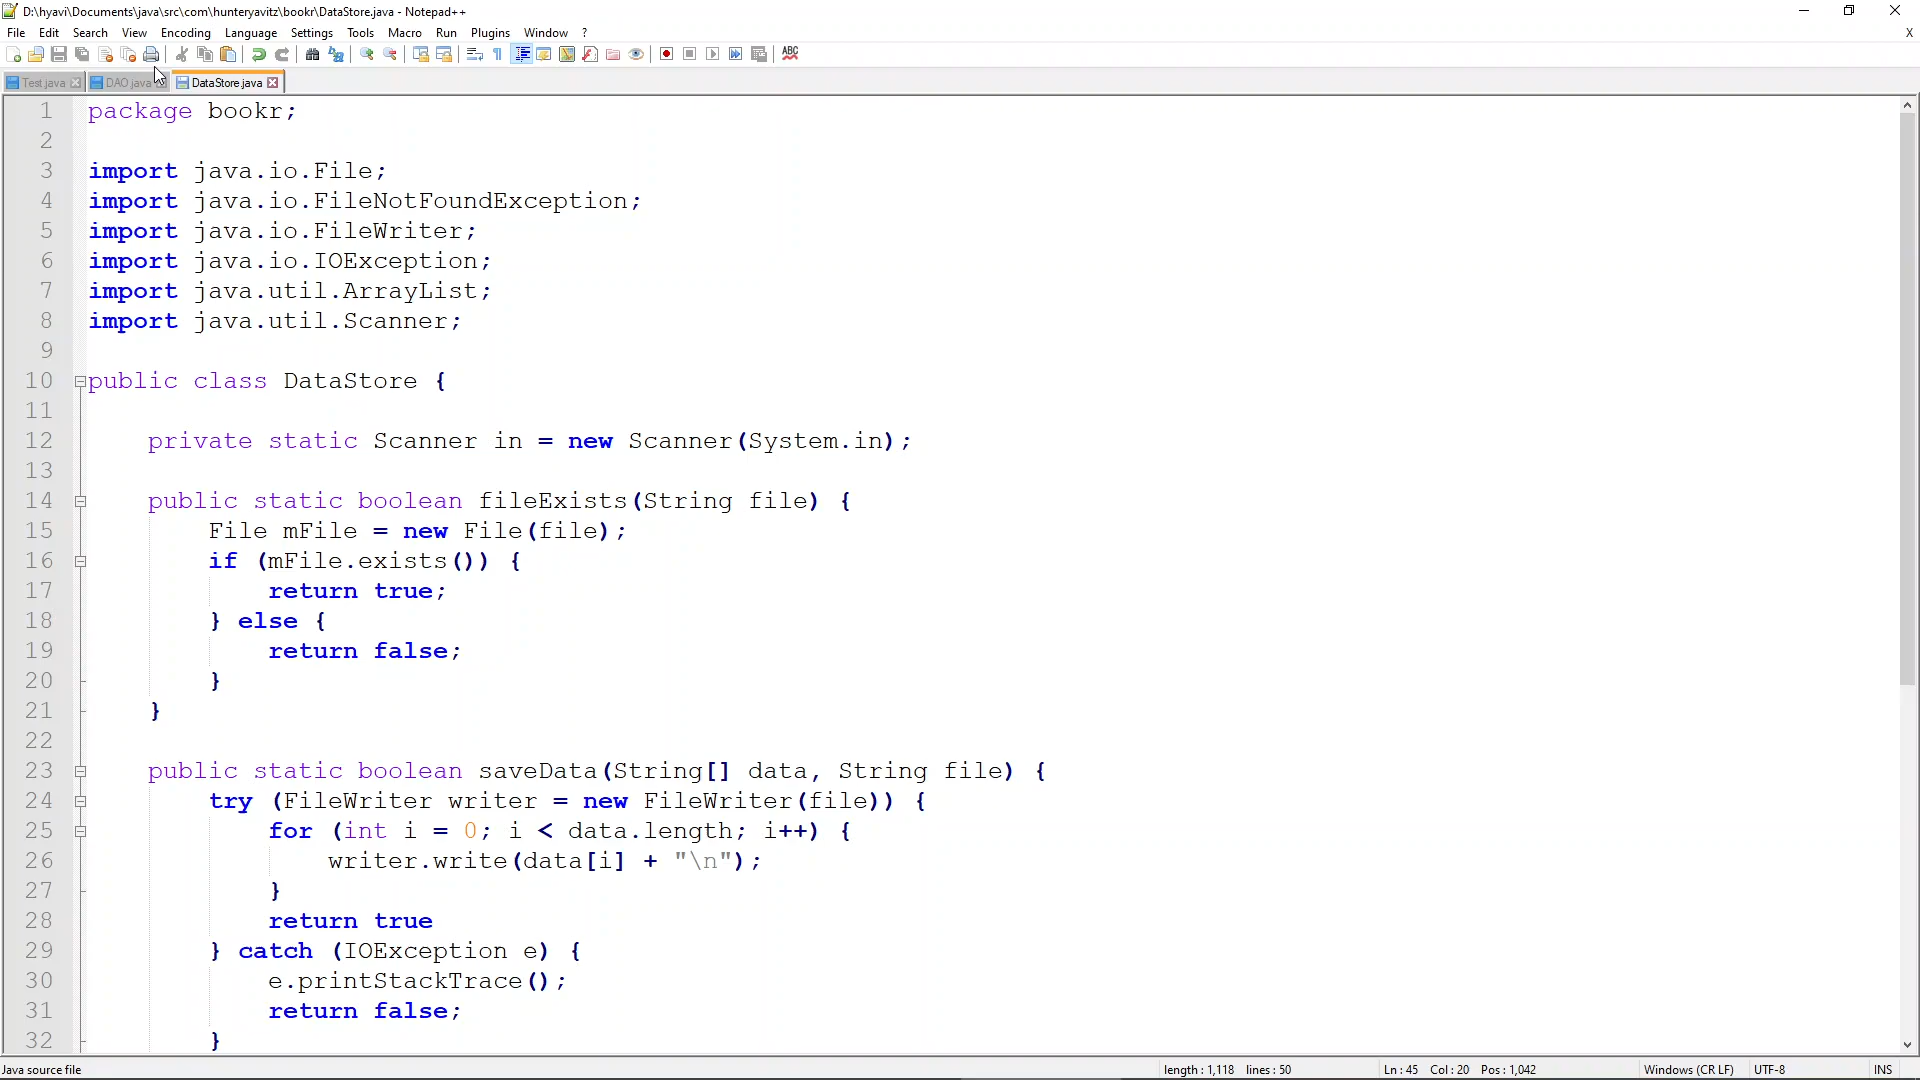 D:\hyavi\Documents\java\src\com\hunteryavitz\bookr\DataStore.java - Notepad++
File Edit Search View Encoding Language Settings Tools Macro Run Plugins Window ? X
ABC
Test.java DAO.java DataStore.java
1 package bookr;
2
3 import java.io.File;
4 import java.io.FileNotFoundException;
5 import java.io.FileWriter;
6 import java.io.IOException;
7 import java.util.ArrayList;
8 import java.util.Scanner;
9
10 public class DataStore {
11
12     private static Scanner in = new Scanner(System.in);
13
14     public static boolean fileExists(String file) {
15         File mFile = new File(file);
16         if (mFile.exists()) {
17             return true;
18         } else {
19             return false;
20         }
21     }
22
23     public static boolean saveData(String[] data, String file) {
24         try (FileWriter writer = new FileWriter(file)) {
25             for (int i = 0; i < data.length; i++) {
26                 writer.write(data[i] + "\n");
27             }
28             return true
29         } catch (IOException e) {
30             e.printStackTrace();
31             return false;
32         }
Java source file length : 1,118 lines : 50 Ln : 45 Col : 20 Pos : 1,042 Windows (CR LF) UTF-8 INS